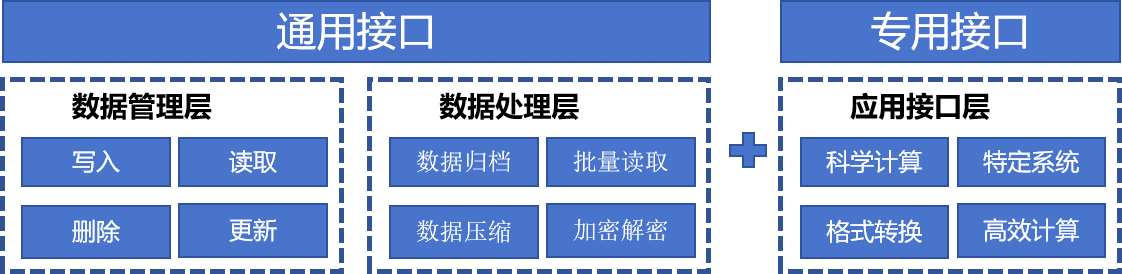 通用接口
专用接口
数据管理层
写入
读取
删除
更新
数据处理层
数据归档
批量读取
数据压缩
加密解密
应用接口层
科学计算
特定系统
格式转换
高效计算